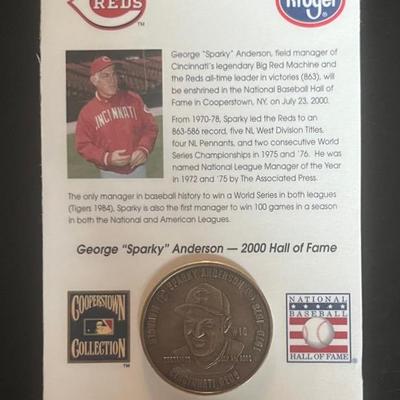 REDS
Kroger
George "Sparky" Anderson, field manager of
Cincinnati's legendary Big Red Machine and
the Reds all-time leader in victories (863), will
be enshrined in the National Baseball Hall of
Fame in Cooperstown, NY. on July 23, 2000.
CINCINNATI
From 1970-78, Sparky led the Reds to an
863-586 record, five NL West Division Titles,
four NL Pennants, and two consecutive World
Series Championships in 1975 and '76. He was
named National League Manager of the Year
in 1972 and '75 by The Associated Press.
The only manager in baseball history to win a World Series in both leagues
(Tigers 1984), Sparky is also the first manager to win 100 games in a season
in both the National and American Leagues.
George "Sparky" Anderson — 2000 Hall of Fame
COOPERSTOWN
COLLECTION
SPARKY ANDERSON
1970-1978
#10
CINCINNATI REDS
NATIONAL
BASEBALL
HALL OF FAME